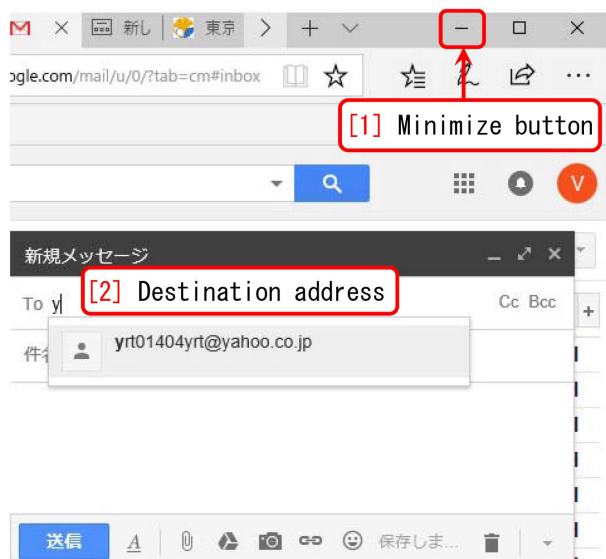 新し 東京
ogle.com/mail/u/0/?tab=cm#inbox
[1] Minimize button
V
新規メッセージ
[2] Destination address
To y Cc Bcc
yrt01404yrt@yahoo.co.jp
件名
送信 A 保存しま...